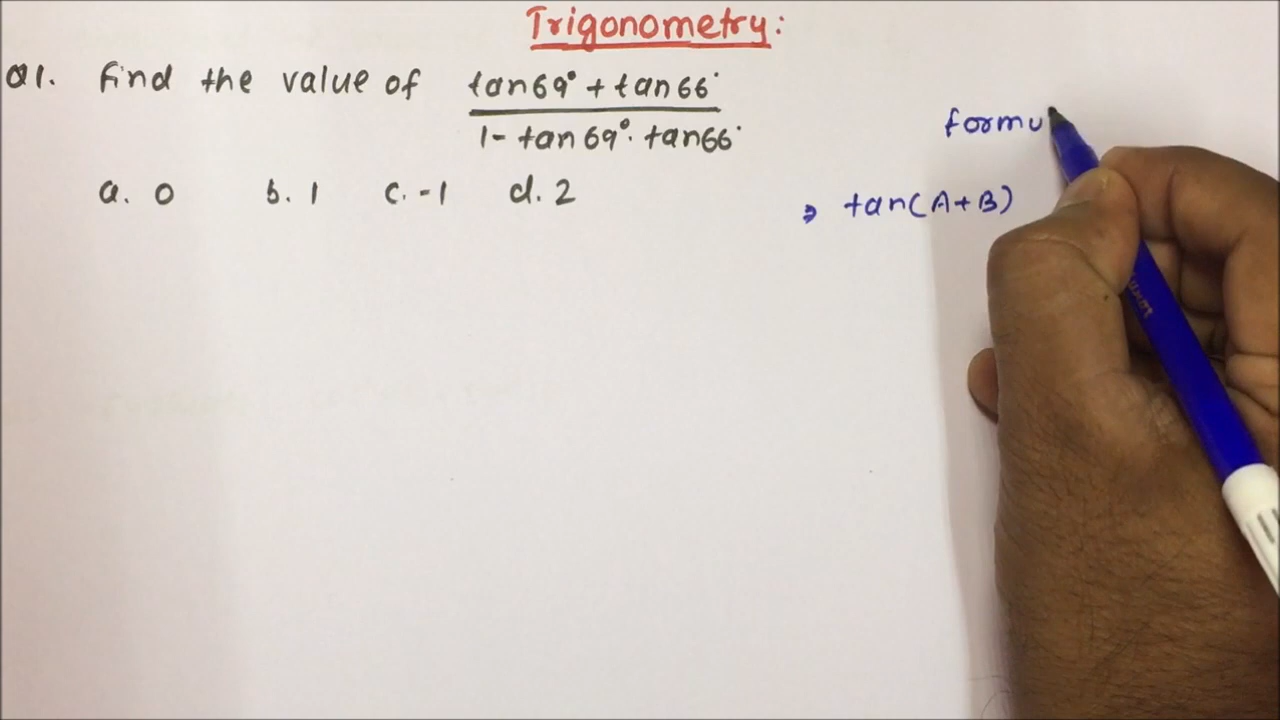 Trigonometry:
Q1. Find the value of tan69° + tan66° / 1 - tan69° · tan66°
a. 0 b. 1 c. -1 d. 2
formu
⇒ tan(A+B)